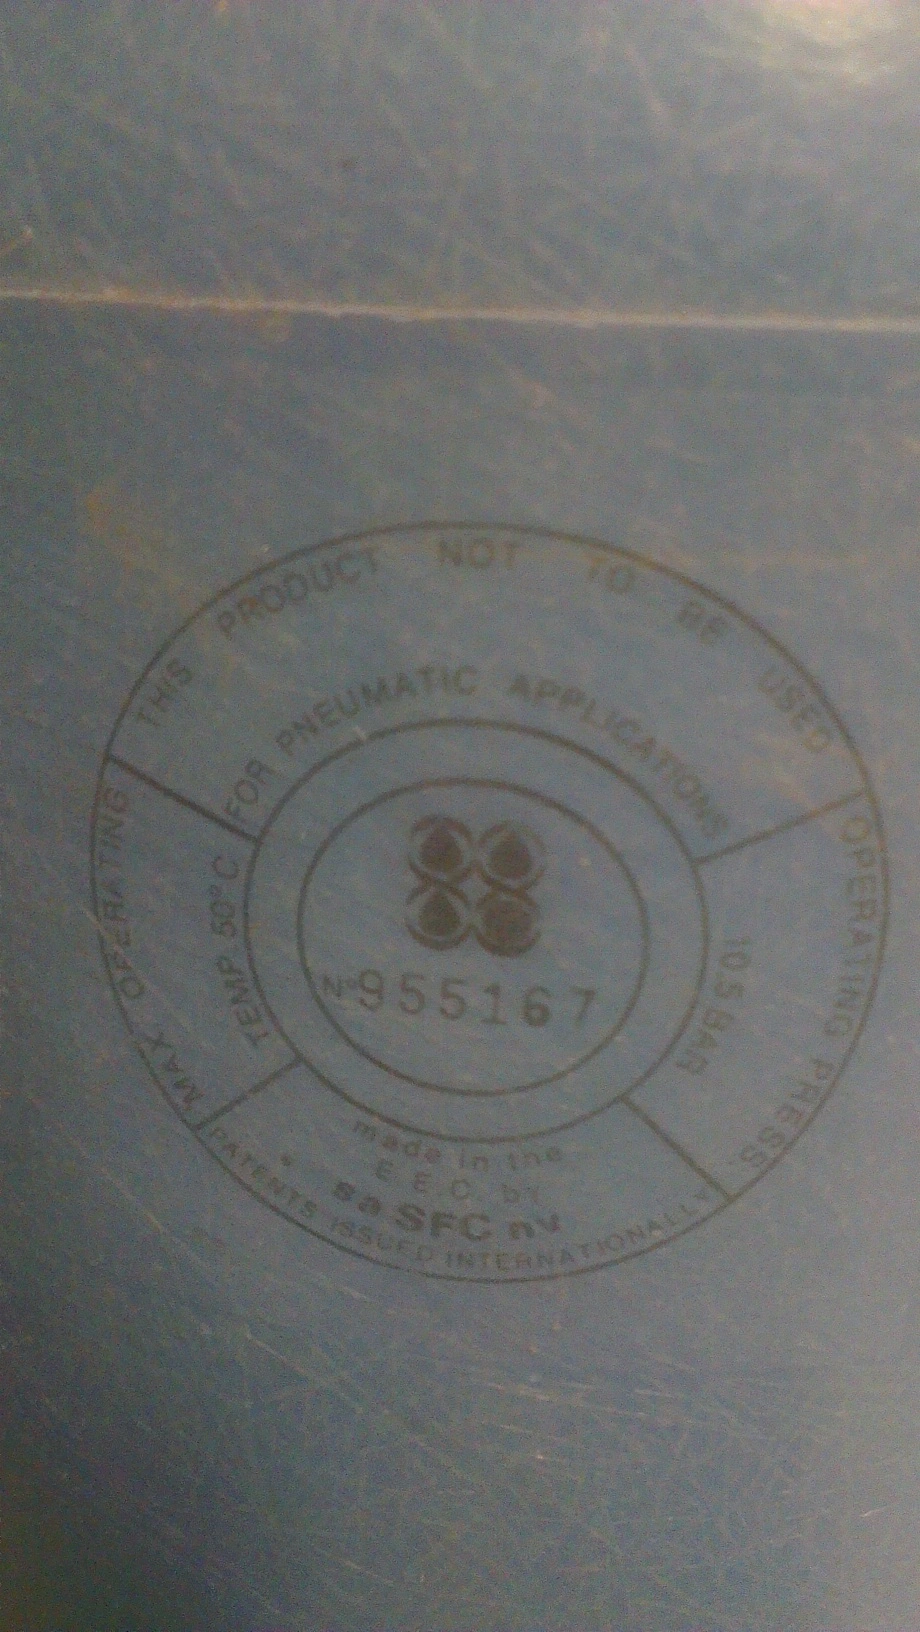 THIS PRODUCT NOT TO BE USED
FOR PNEUMATIC APPLICATIONS
MAX OPERATING
TEMP 50°C
OPERATING PRESS.
10.5 BAR
Nº955167
made in the
E.E.C. by
sa SFC nv
PATENTS ISSUED INTERNATIONALLY